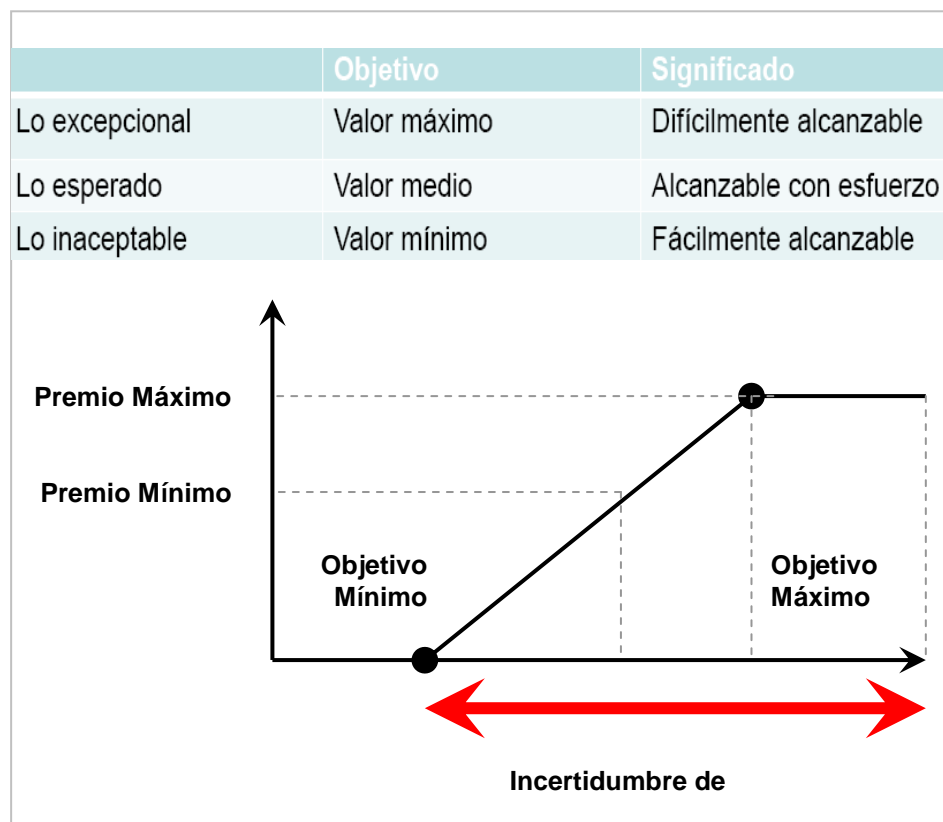 Objetivo Significado
Lo excepcional Valor máximo Difícilmente alcanzable
Lo esperado Valor medio Alcanzable con esfuerzo
Lo inaceptable Valor mínimo Fácilmente alcanzable
Premio Máximo
Premio Mínimo
Objetivo
Mínimo
Objetivo
Máximo
Incertidumbre de